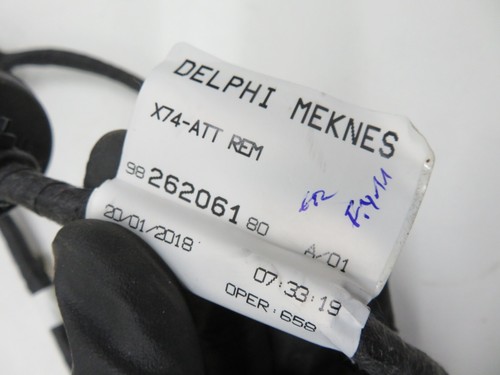 DELPHI MEKNES
X74-ATT REM
98 262061 80
20/01/2018 A/01
07:33:19
OPER:658